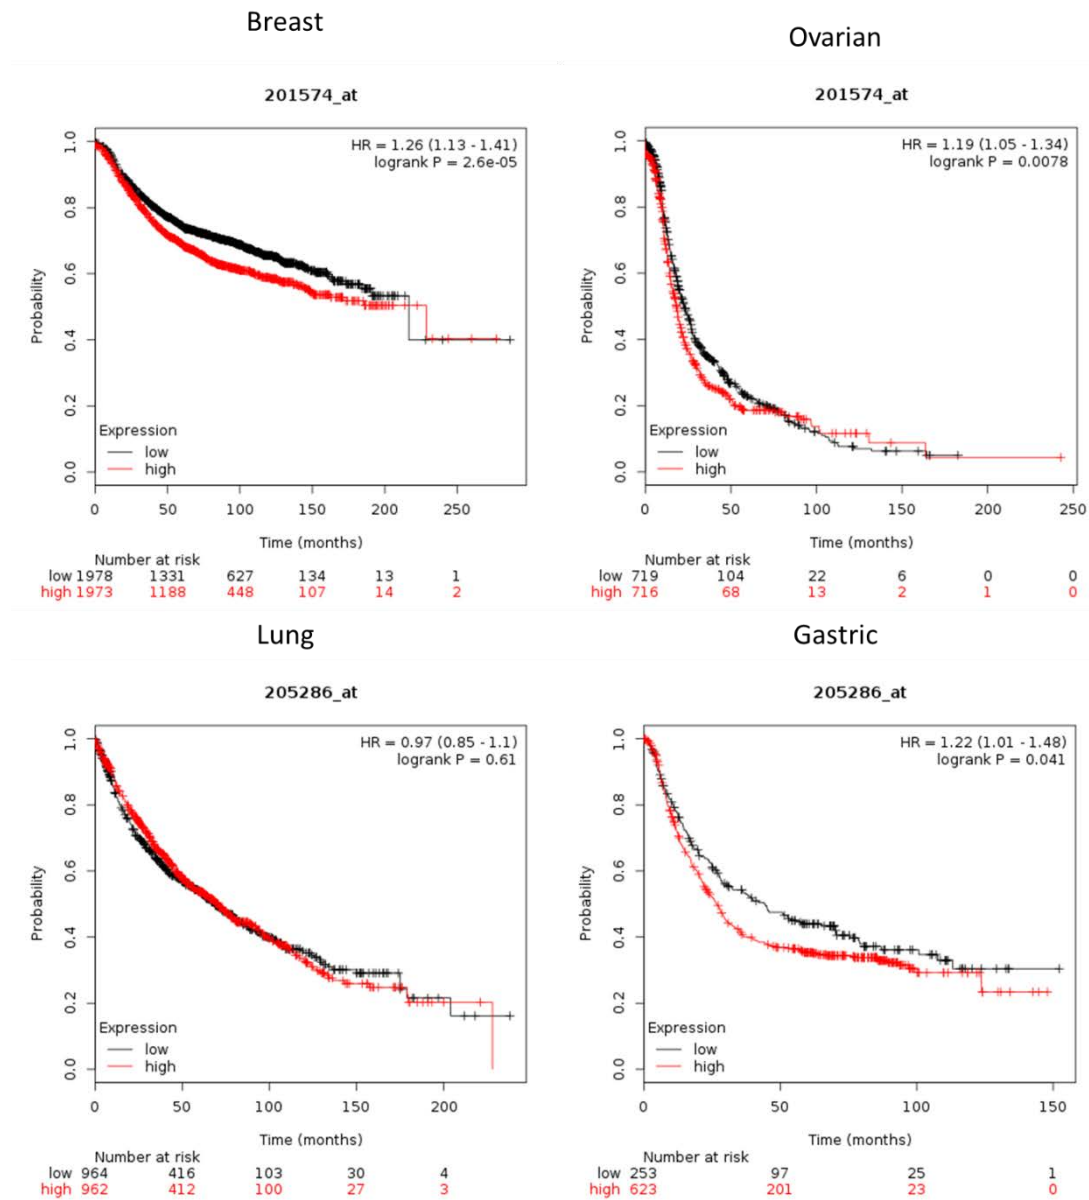 Breast
201574_at
HR = 1.26 (1.13 - 1.41)
logrank P = 2.6e-05
Probability
1.0
0.8
0.6
0.4
0.2
0.0
Expression
low
high
0 50 100 150 200 250
Time (months)
Number at risk
low 1978 1331 627 134 13 1
high 1973 1188 448 107 14 2
Ovarian
201574_at
HR = 1.19 (1.05 - 1.34)
logrank P = 0.0078
Probability
1.0
0.8
0.6
0.4
0.2
0.0
Expression
low
high
0 50 100 150 200 250
Time (months)
Number at risk
low 719 104 22 6 0 0
high 716 68 13 2 1 0
Lung
205286_at
HR = 0.97 (0.85 - 1.1)
logrank P = 0.61
Probability
1.0
0.8
0.6
0.4
0.2
0.0
Expression
low
high
0 50 100 150 200
Time (months)
Number at risk
low 964 416 103 30 4
high 962 412 100 27 3
Gastric
205286_at
HR = 1.22 (1.01 - 1.48)
logrank P = 0.041
Probability
1.0
0.8
0.6
0.4
0.2
0.0
Expression
low
high
0 50 100 150
Time (months)
Number at risk
low 253 97 25 1
high 623 201 23 0